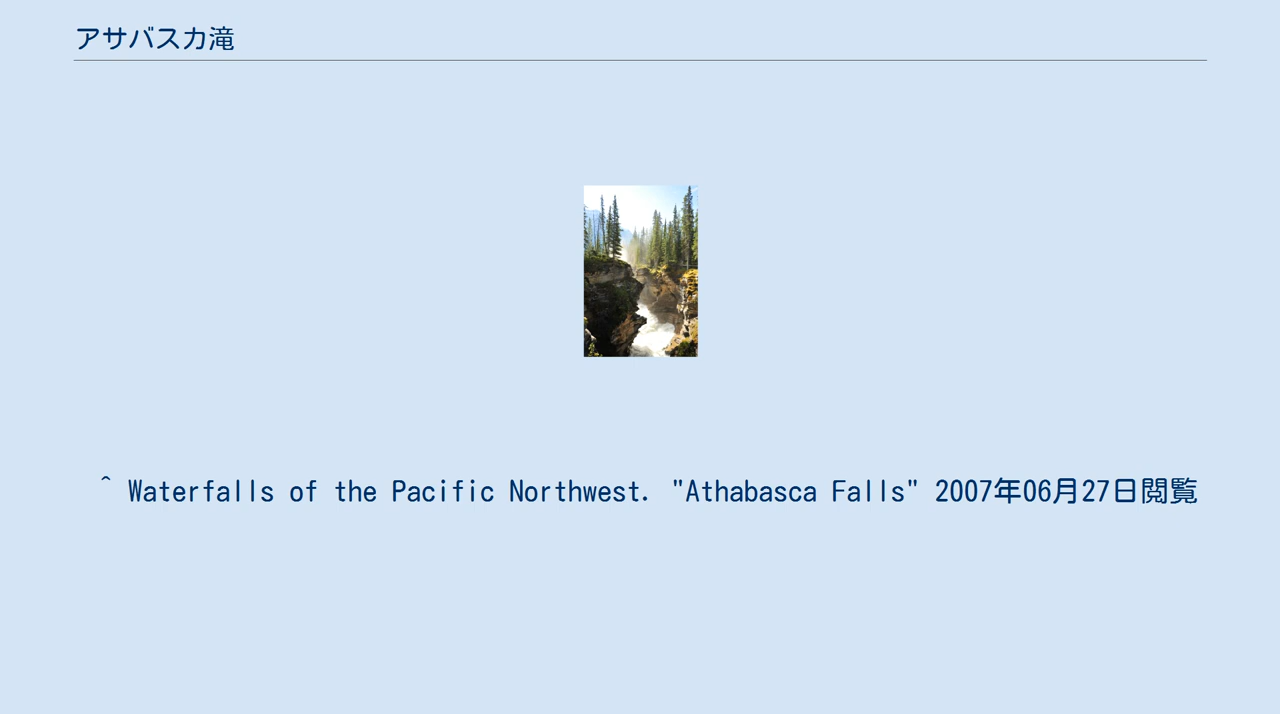 アサバスカ滝
^ Waterfalls of the Pacific Northwest. "Athabasca Falls" 2007年06月27日閲覧